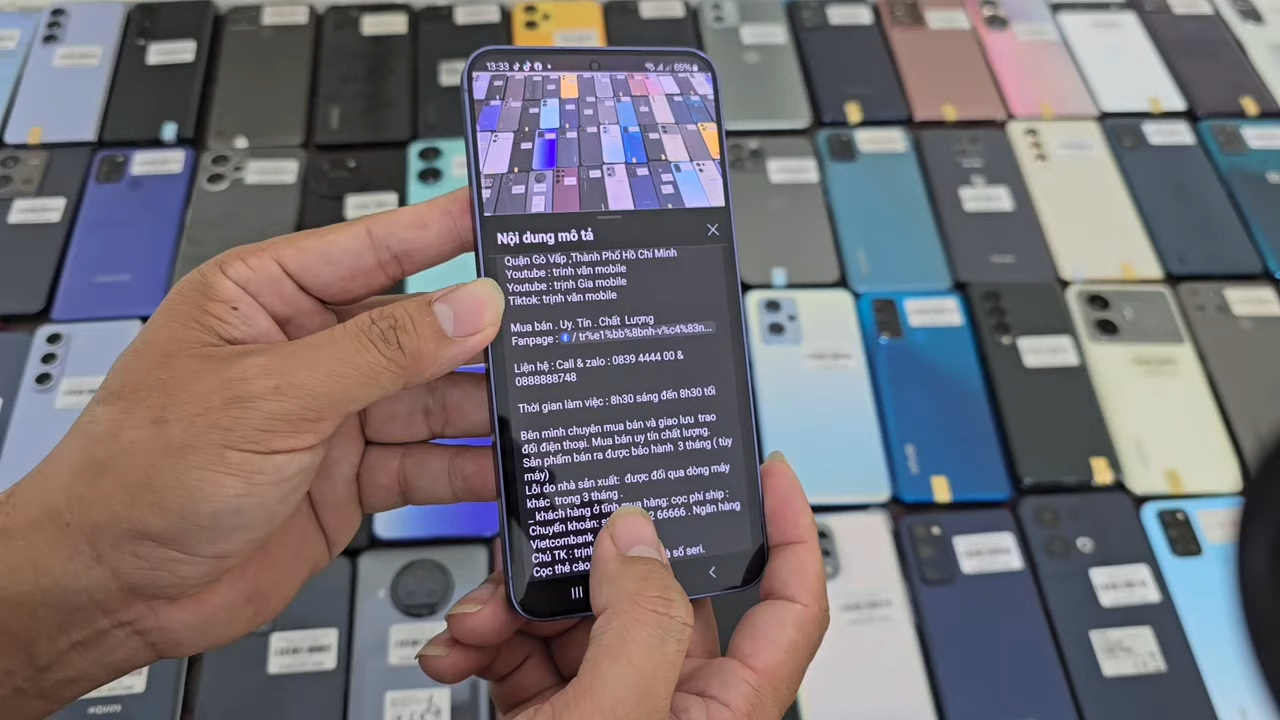 13:33
65%
Nội dung mô tả
Quận Gò Vấp ,Thành Phố Hồ Chí Minh
Youtube : trinh văn mobile
Youtube : trịnh Gia mobile
Tiktok: trịnh văn mobile
Mua bán . Uy. Tín . Chất Lượng
Fanpage : / tr%e1%bb%8bnh-v%c4%83n...
Liên hệ : Call & zalo : 0839 4444 00 &
0888888748
Thời gian làm việc : 8h30 sáng đến 8h30 tối
Bên mình chuyên mua bán và giao lưu trao
đổi điện thoại. Mua bán uy tín chất lượng.
Sản phẩm bán ra được bảo hành 3 tháng ( tùy
máy)
Lỗi do nhà sản xuất: được đổi qua dòng máy
khác trong 3 tháng .
_ khách hàng ở tỉnh mua hàng: cọc phí ship :
Chuyển khoản: 2 66666 . Ngân hàng
Vietcombank
Chủ TK : số seri.
Cọc thẻ cào
AQUOS